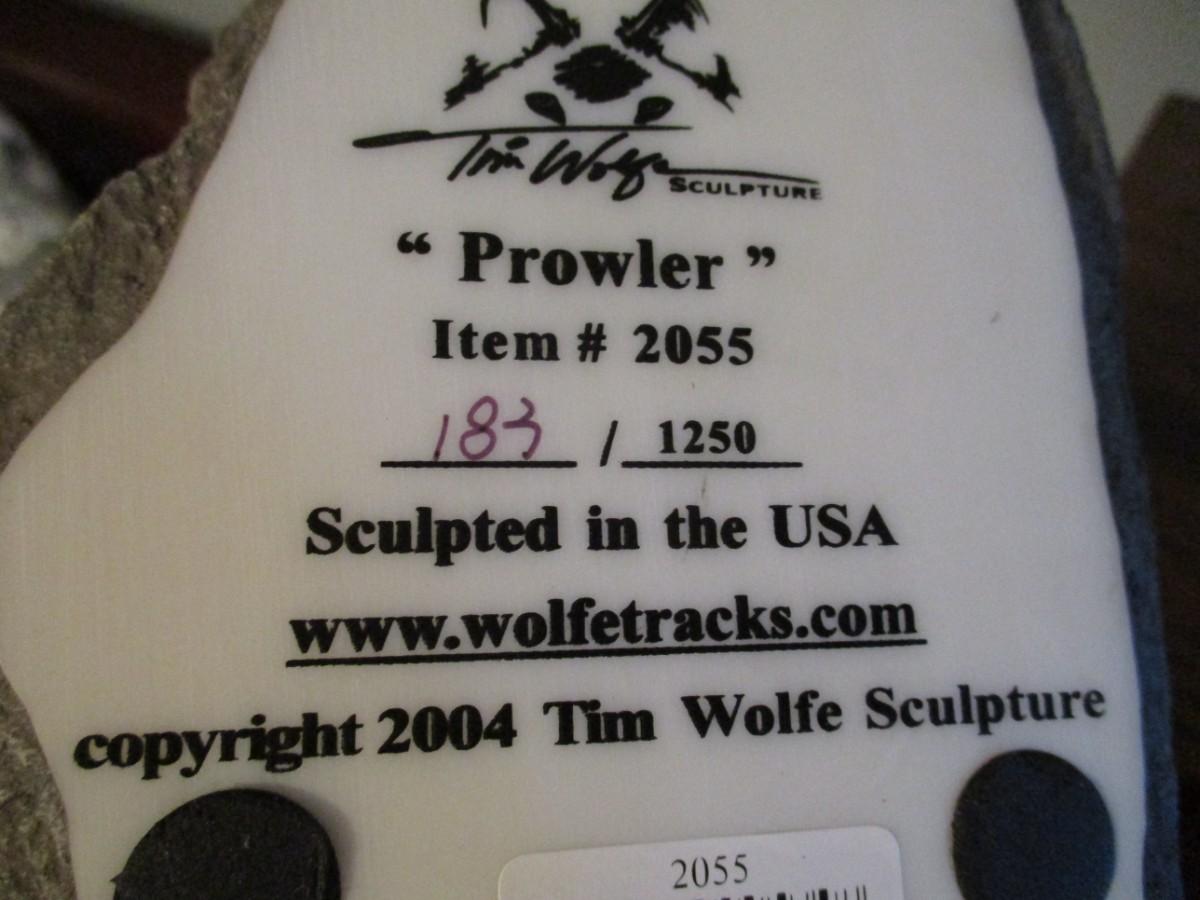 Tim Wolfe SCULPTURE
“ Prowler ”
Item # 2055
183 / 1250
Sculpted in the USA
www.wolfetracks.com
copyright 2004 Tim Wolfe Sculpture
2055